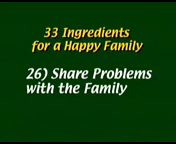 33 Ingredients
for a Happy Family
26) Share Problems
with the Family